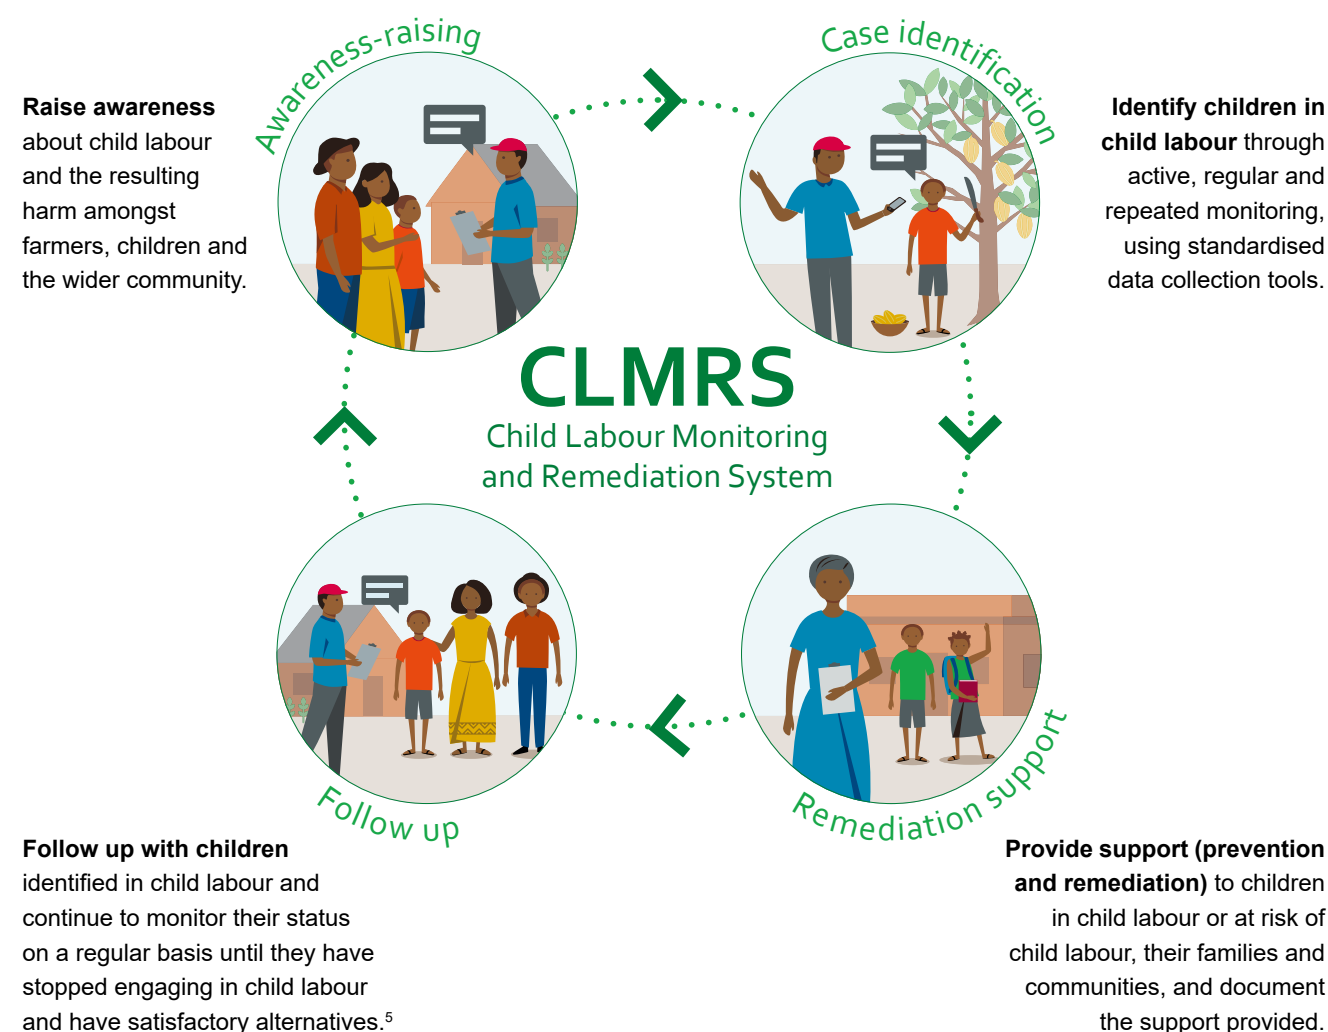 Awareness-raising
Raise awareness
about child labour
and the resulting
harm amongst
farmers, children and
the wider community.
Case identification
Identify children in
child labour through
active, regular and
repeated monitoring,
using standardised
data collection tools.
CLMRS
Child Labour Monitoring
and Remediation System
Follow up
Follow up with children
identified in child labour and
continue to monitor their status
on a regular basis until they have
stopped engaging in child labour
and have satisfactory alternatives.⁵
Remediation support
Provide support (prevention
and remediation) to children
in child labour or at risk of
child labour, their families and
communities, and document
the support provided.